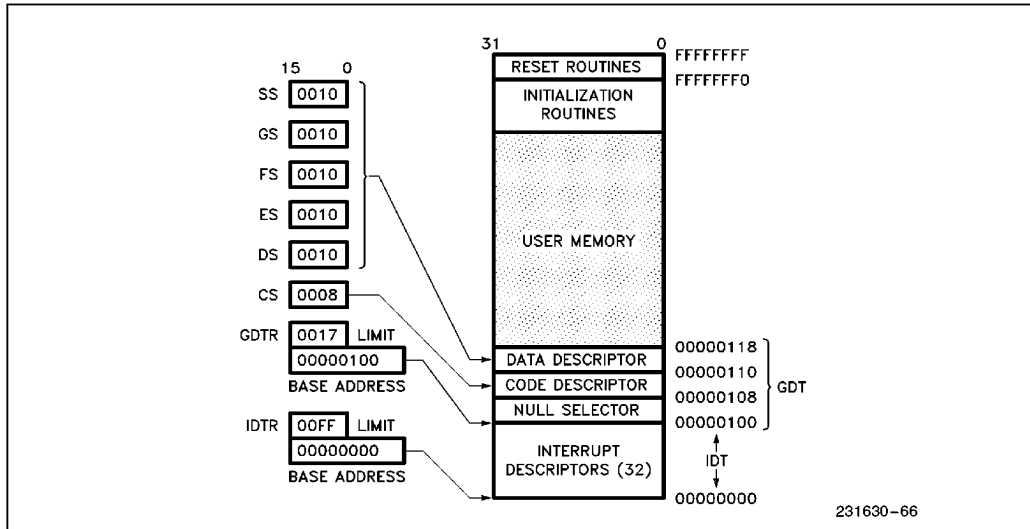 15 0
SS 0010
GS 0010
FS 0010
ES 0010
DS 0010
CS 0008
GDTR 0017 LIMIT
00000100
BASE ADDRESS
IDTR 00FF LIMIT
00000000
BASE ADDRESS
31 0
RESET ROUTINES
INITIALIZATION
ROUTINES
USER MEMORY
DATA DESCRIPTOR
CODE DESCRIPTOR
NULL SELECTOR
INTERRUPT
DESCRIPTORS (32)
FFFFFFFF
FFFFFFF0
00000118
00000110
00000108
00000100
GDT
IDT
00000000
231630-66